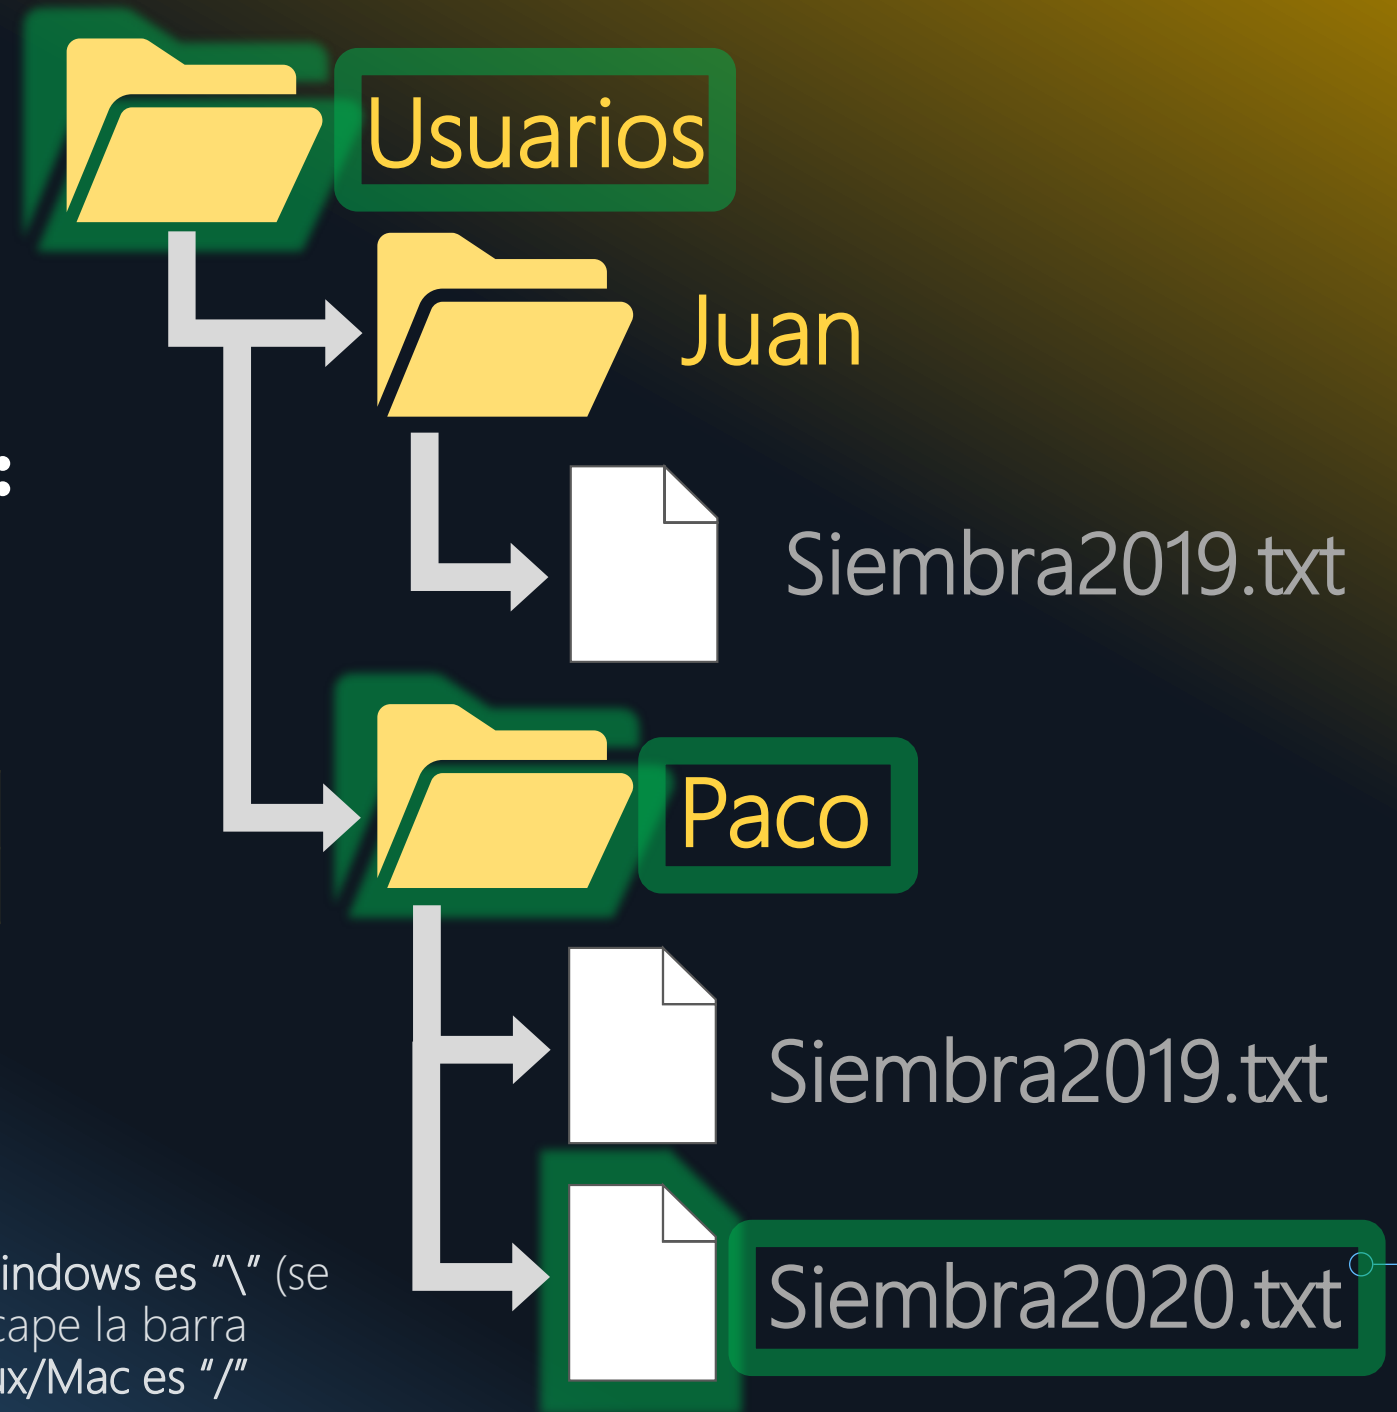 Usuarios
Juan
:
Siembra2019.txt
Paco
Siembra2019.txt
Siembra2020.txt
indows es “\” (se
cape la barra
ux/Mac es “/”